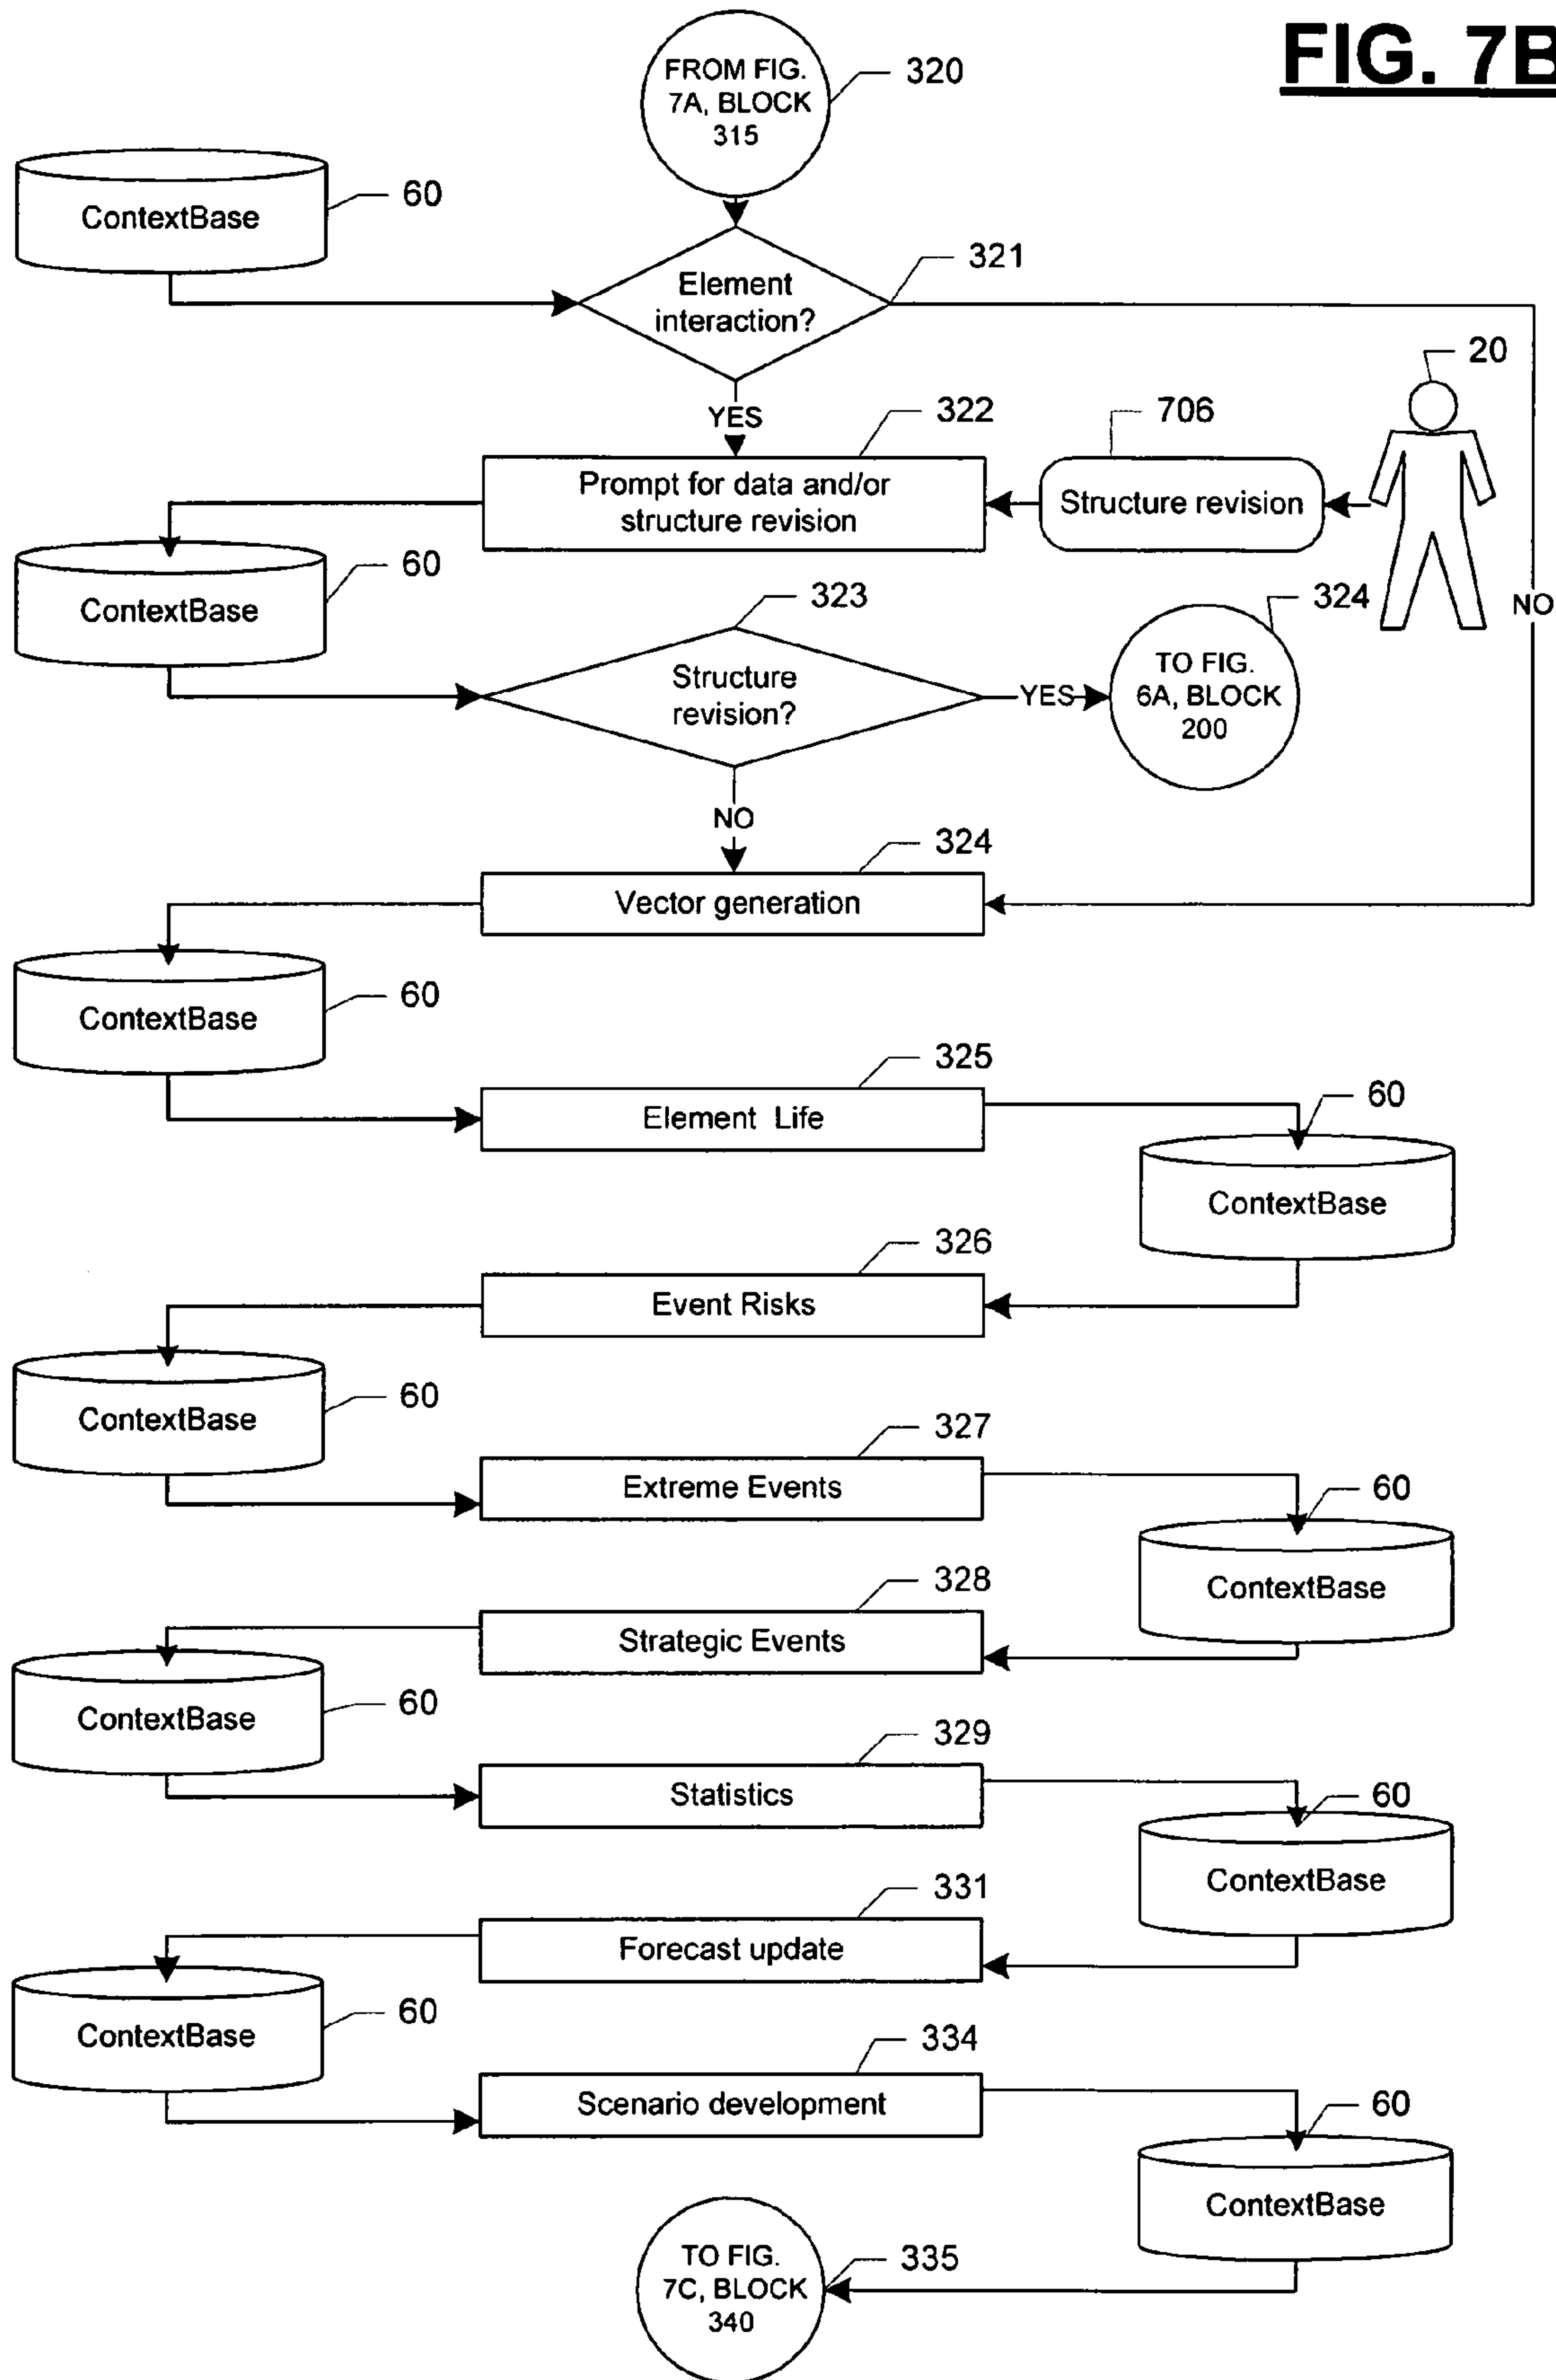 FIG. 7B
FROM FIG.
7A, BLOCK
315
320
ContextBase
60
Element
interaction?
321
20
YES
322
706
Prompt for data and/or
structure revision
Structure revision
ContextBase
60
323
324
NO
Structure
revision?
YES
TO FIG.
6A, BLOCK
200
NO
324
Vector generation
ContextBase
60
325
Element Life
60
ContextBase
326
Event Risks
ContextBase
60
327
Extreme Events
60
ContextBase
328
Strategic Events
ContextBase
60
329
Statistics
60
ContextBase
331
Forecast update
ContextBase
60
334
Scenario development
60
ContextBase
TO FIG.
7C, BLOCK
340
335